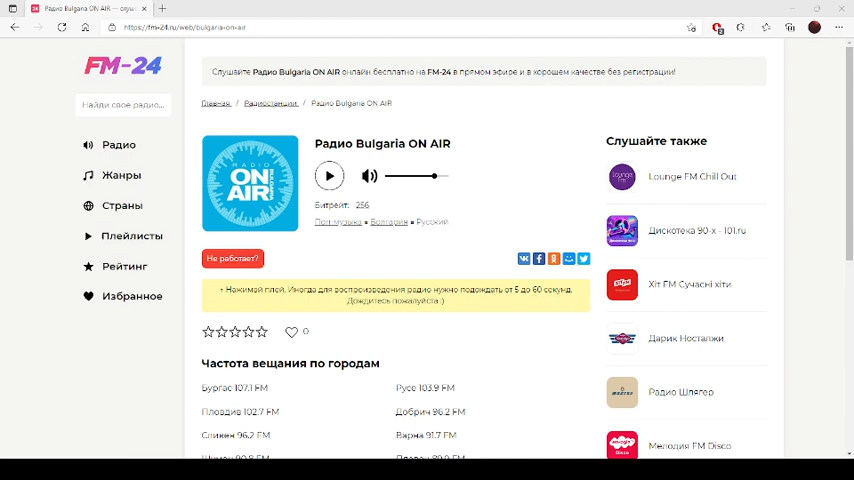 Радио Bulgaria ON AIR — слуш
https://fm-24.ru/web/bulgaria-on-air
FM-24
Слушайте Радио Bulgaria ON AIR онлайн бесплатно на FM-24 в прямом эфире и в хорошем качестве без регистрации!
Найди свое радио...
Главная / Радиостанции / Радио Bulgaria ON AIR
Радио
Жанры
Страны
Плейлисты
Рейтинг
Избранное
RADIO
ON
AIR
BULGARIA
Радио Bulgaria ON AIR
Битрейт: 256
Поп-музыка • Болгария • Русский
Не работает?
+ Нажимай плей. Иногда для воспроизведения радио нужно подождать от 5 до 60 секунд.
Дождитесь пожалуйста :)
0
Частота вещания по городам
Бургас 107.1 FM
Русе 103.9 FM
Пловдив 102.7 FM
Добрич 96.2 FM
Сливен 96.2 FM
Варна 91.7 FM
Слушайте также
Lounge FM Chill Out
Дискотека 90-х - 101.ru
Хіт FM Сучасні хіти
Дарик Носталжи
Радио Шлягер
Мелодия FM Disco